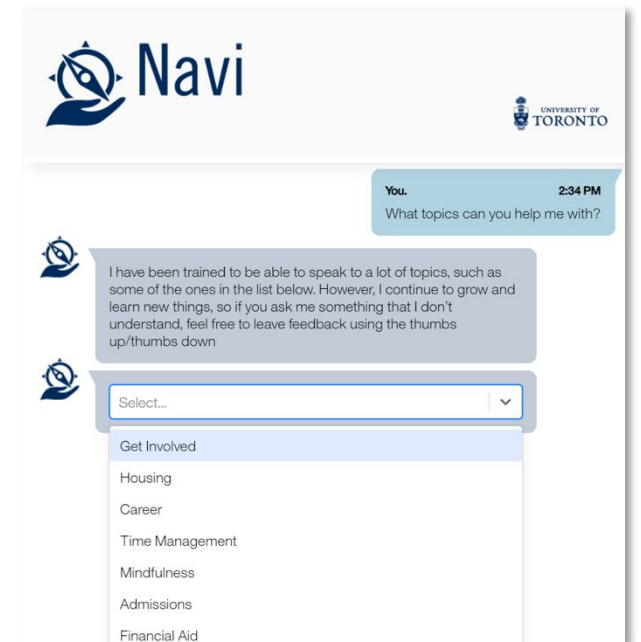 Navi
UNIVERSITY OF
TORONTO
You. 2:34 PM
What topics can you help me with?
I have been trained to be able to speak to a lot of topics, such as
some of the ones in the list below. However, I continue to grow and
learn new things, so if you ask me something that I don't
understand, feel free to leave feedback using the thumbs
up/thumbs down
Select...
Get Involved
Housing
Career
Time Management
Mindfulness
Admissions
Financial Aid